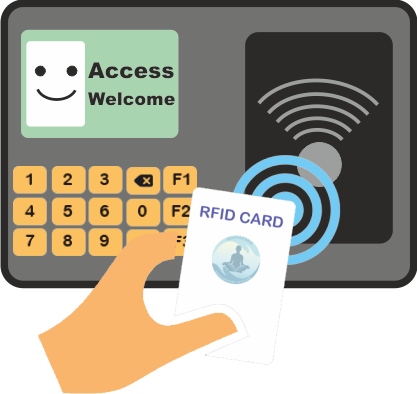 Access
Welcome
1 2 3 F1
4 5 6 0 F2
7 8 9
RFID CARD